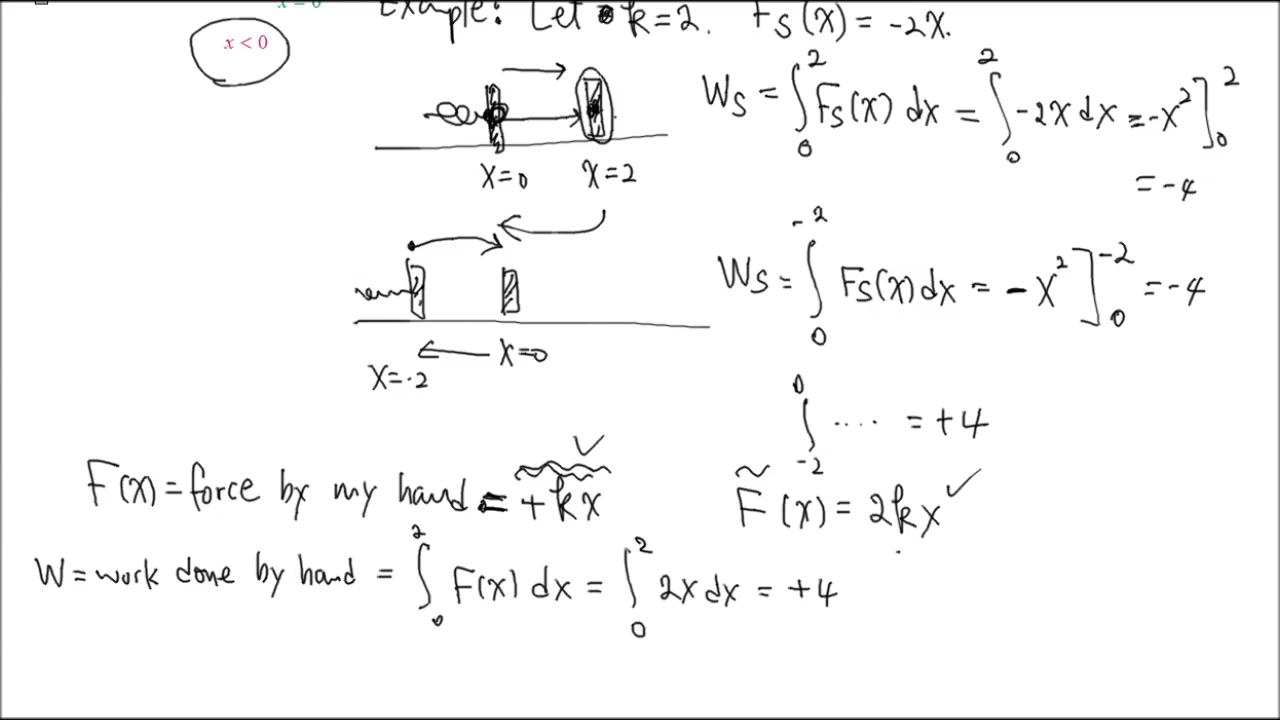 x = 0
Example: Let k = 2. Fs(x) = -2x.
x < 0
Ws = ∫₀² Fs(x) dx = ∫₀² -2x dx = -x²]₀²
= -4
x=0 x=2
Ws = ∫₀⁻² Fs(x) dx = -x²]₀⁻² = -4
x=0
x=-2
∫₋₂⁰ .... = +4
F(x) = force by my hand = +kx ✓
F̃(x) = 2kx ✓
W = work done by hand = ∫₀² F(x) dx = ∫₀² 2x dx = +4